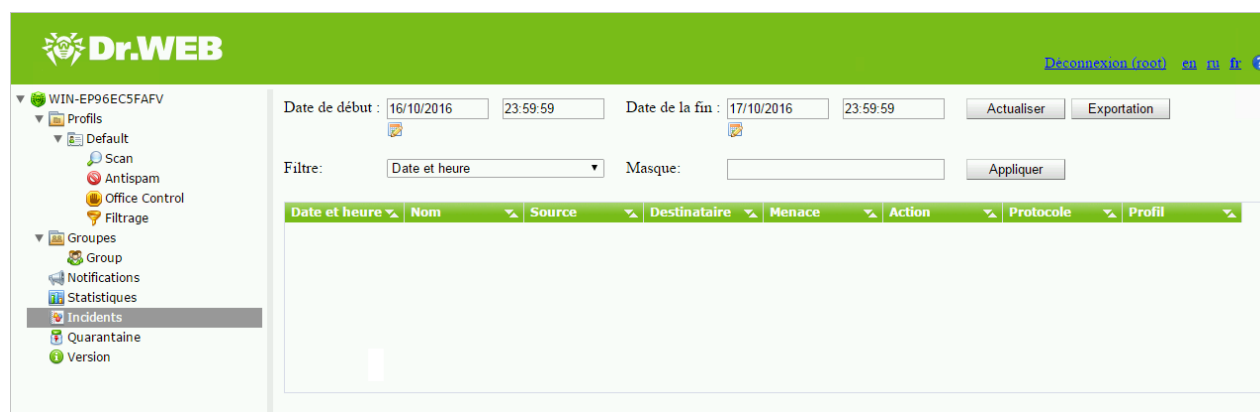 Dr.WEB
Déconnexion (root) en ru fr
WIN-EP96EC5FAFV
Profils
Default
Scan
Antispam
Office Control
Filtrage
Groupes
Group
Notifications
Statistiques
Incidents
Quarantaine
Version
Date de début : 16/10/2016 23:59:59 Date de la fin : 17/10/2016 23:59:59 Actualiser Exportation
Filtre: Date et heure Masque: Appliquer
Date et heure Nom Source Destinataire Menace Action Protocole Profil